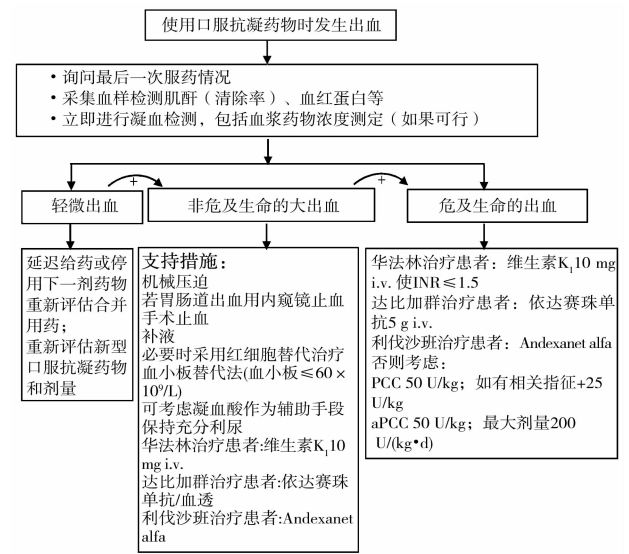 使用口服抗凝药物时发生出血
·询问最后一次服药情况
·采集血样检测肌酐（清除率）、血红蛋白等
·立即进行凝血检测，包括血浆药物浓度测定（如果可行）
+
+
轻微出血
非危及生命的大出血
危及生命的出血
延迟给药或停
用下一剂药物
重新评估合并
用药；
重新评估新型
口服抗凝药物
和剂量
支持措施：
机械压迫
若胃肠道出血用内窥镜止血
手术止血
补液
必要时采用红细胞替代治疗
血小板替代法(血小板≤60×
10⁹/L)
可考虑凝血酸作为辅助手段
保持充分利尿
华法林治疗患者:维生素K₁10
mg i.v.
达比加群治疗患者:依达赛珠
单抗/血透
利伐沙班治疗患者:Andexanet
alfa
华法林治疗患者：维生素K₁10 mg
i.v. 使INR≤1.5
达比加群治疗患者：依达赛珠单
抗5 g i.v.
利伐沙班治疗患者：Andexanet alfa
否则考虑：
PCC 50 U/kg；如有相关指征+25
U/kg
aPCC 50 U/kg；最大剂量200
U/(kg•d)